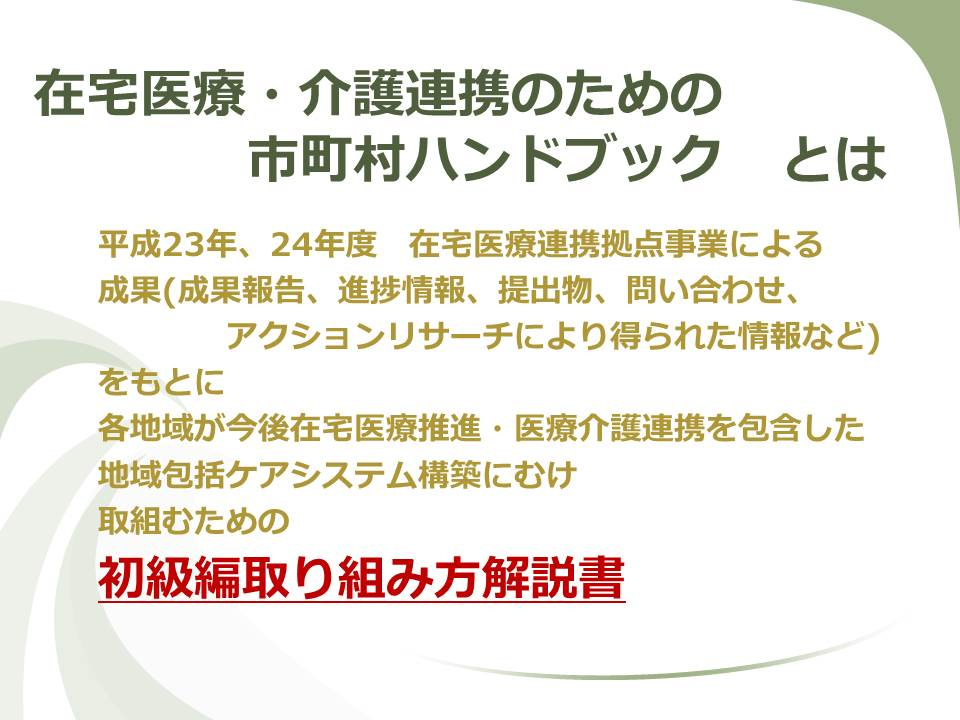 在宅医療・介護連携のための
市町村ハンドブック　とは
平成23年、24年度　在宅医療連携拠点事業による
成果(成果報告、進捗情報、提出物、問い合わせ、
アクションリサーチにより得られた情報など)
をもとに
各地域が今後在宅医療推進・医療介護連携を包含した
地域包括ケアシステム構築にむけ
取組むための
初級編取り組み方解説書